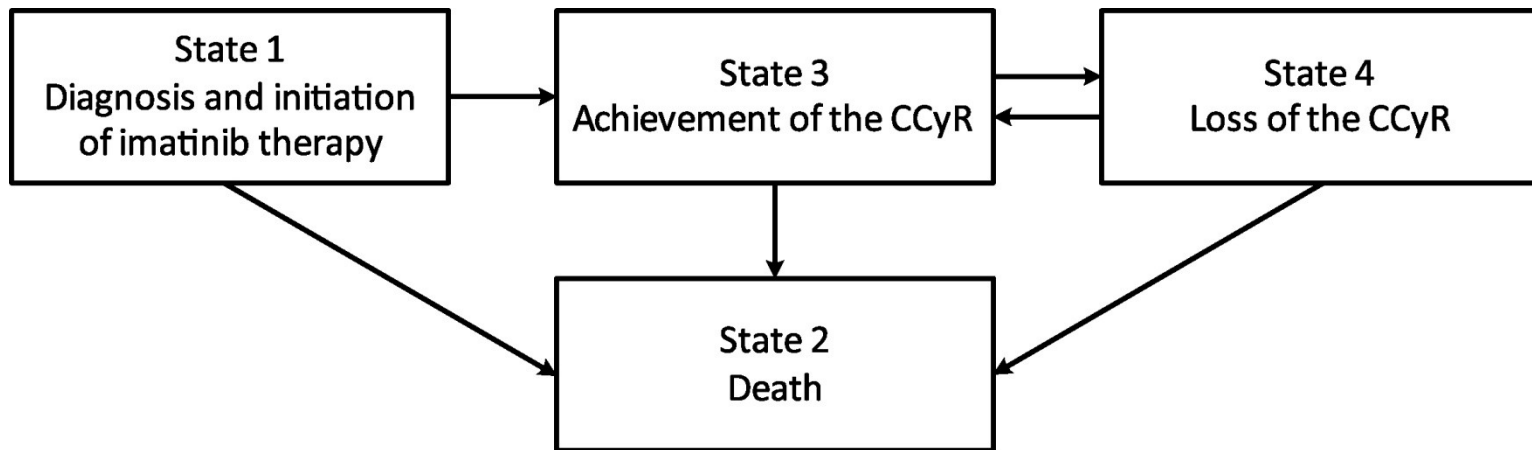 State 1
Diagnosis and initiation
of imatinib therapy
State 3
Achievement of the CCyR
State 4
Loss of the CCyR
State 2
Death